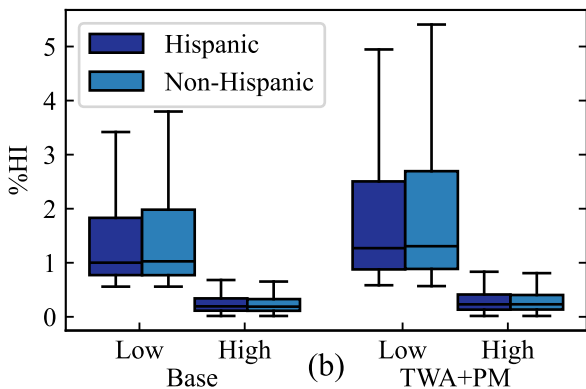 Hispanic
Non-Hispanic
%HI
5
4
3
2
1
0
Low High Low High
Base (b) TWA+PM